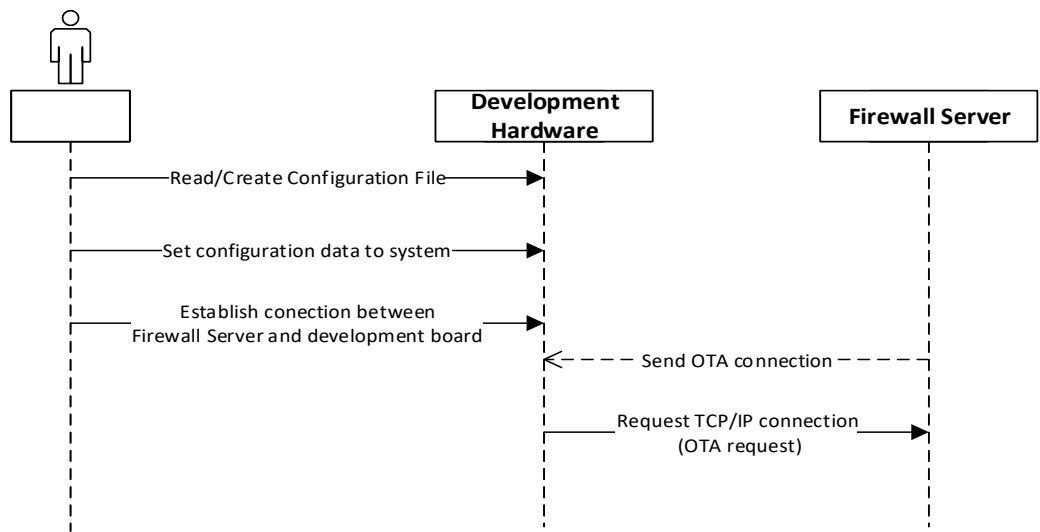 Development
Hardware
Firewall Server
Read/Create Configuration File
Set configuration data to system
Establish conection between
Firewall Server and development board
Send OTA connection
Request TCP/IP connection
(OTA request)